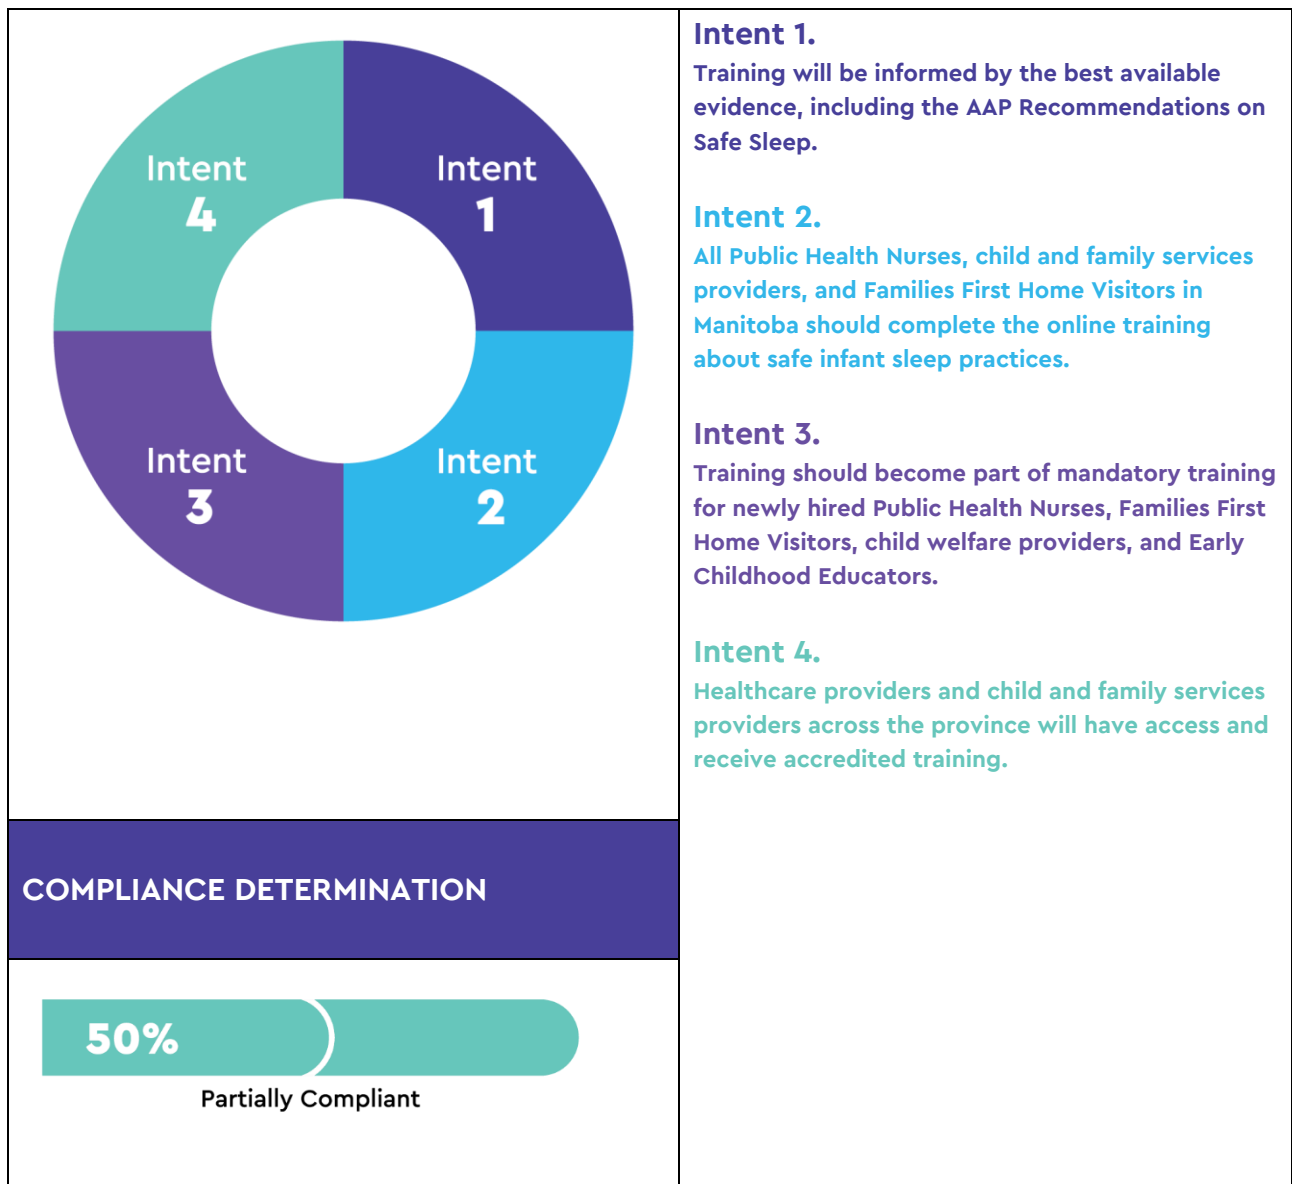 Intent
4
Intent
1
Intent
3
Intent
2
COMPLIANCE DETERMINATION
50%
Partially Compliant
Intent 1.
Training will be informed by the best available
evidence, including the AAP Recommendations on
Safe Sleep.
Intent 2.
All Public Health Nurses, child and family services
providers, and Families First Home Visitors in
Manitoba should complete the online training
about safe infant sleep practices.
Intent 3.
Training should become part of mandatory training
for newly hired Public Health Nurses, Families First
Home Visitors, child welfare providers, and Early
Childhood Educators.
Intent 4.
Healthcare providers and child and family services
providers across the province will have access and
receive accredited training.